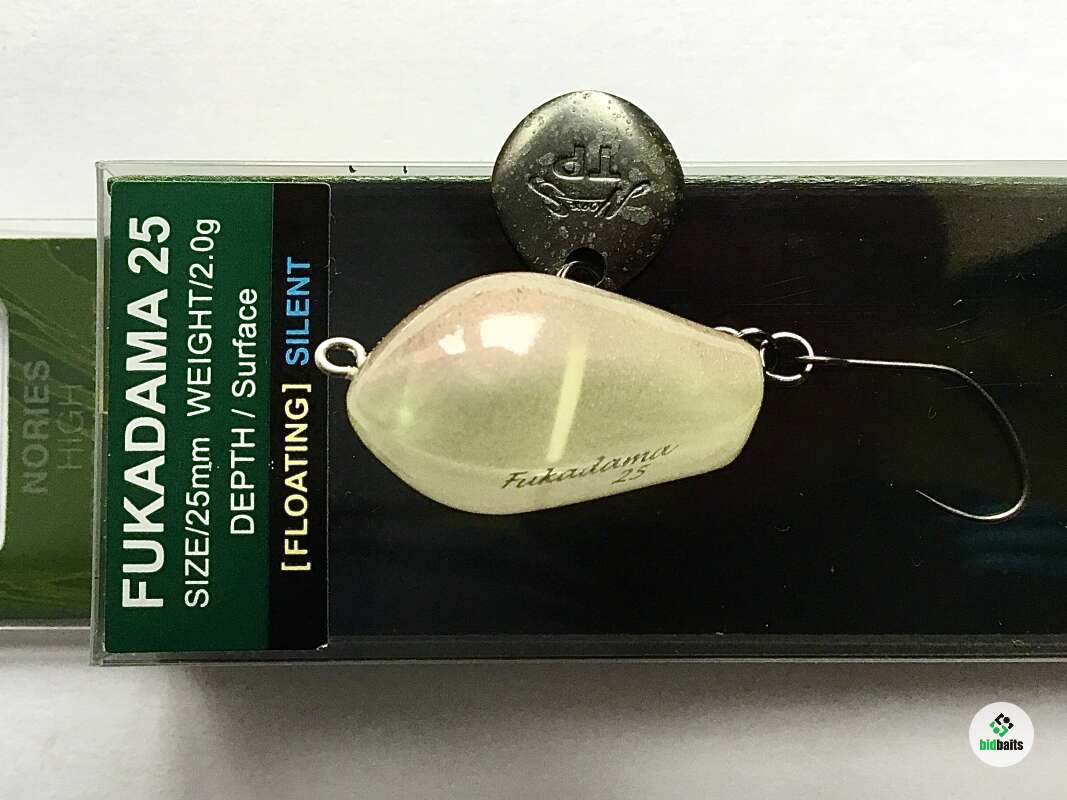 NORIES
HIGH
FUKADAMA 25
SIZE/25mm WEIGHT/2.0g
DEPTH / Surface
[FLOATING] SILENT
TP
Fukadama
25
bidbaits